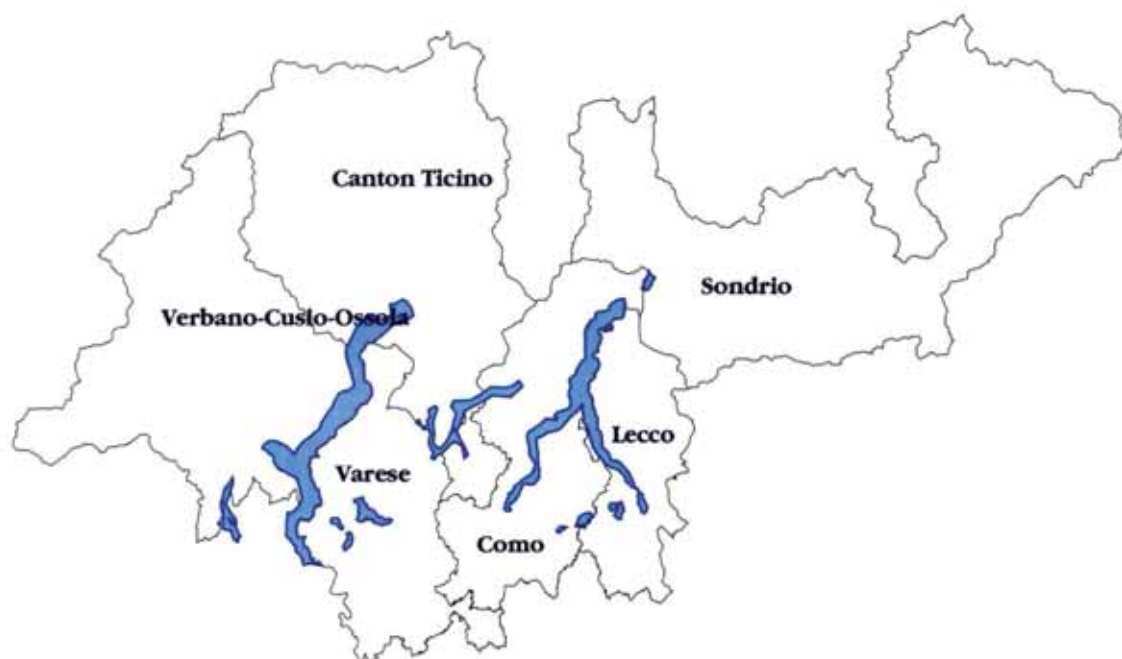 Canton Ticino
Sondrio
Verbano-Cusio-Ossola
Lecco
Varese
Como